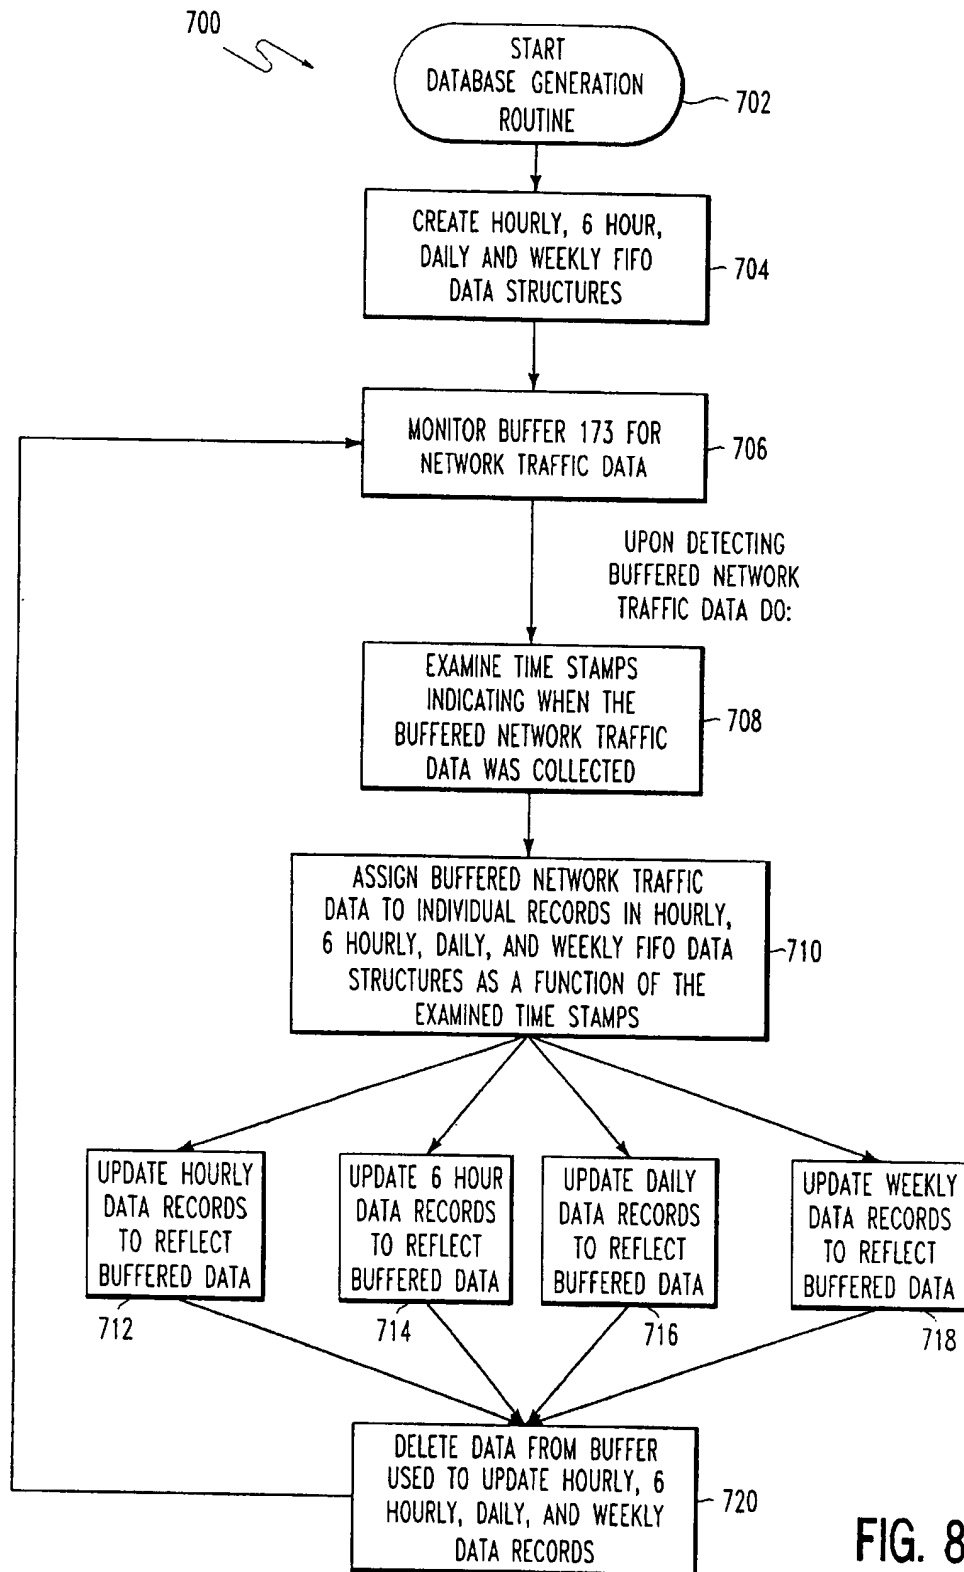 700
START
DATABASE GENERATION
ROUTINE
702
CREATE HOURLY, 6 HOUR,
DAILY AND WEEKLY FIFO
DATA STRUCTURES
704
MONITOR BUFFER 173 FOR
NETWORK TRAFFIC DATA
706
UPON DETECTING
BUFFERED NETWORK
TRAFFIC DATA DO:
EXAMINE TIME STAMPS
INDICATING WHEN THE
BUFFERED NETWORK TRAFFIC
DATA WAS COLLECTED
708
ASSIGN BUFFERED NETWORK TRAFFIC
DATA TO INDIVIDUAL RECORDS IN HOURLY,
6 HOURLY, DAILY, AND WEEKLY FIFO DATA
STRUCTURES AS A FUNCTION OF THE
EXAMINED TIME STAMPS
710
UPDATE HOURLY
DATA RECORDS
TO REFLECT
BUFFERED DATA
712
UPDATE 6 HOUR
DATA RECORDS
TO REFLECT
BUFFERED DATA
714
UPDATE DAILY
DATA RECORDS
TO REFLECT
BUFFERED DATA
716
UPDATE WEEKLY
DATA RECORDS
TO REFLECT
BUFFERED DATA
718
DELETE DATA FROM BUFFER
USED TO UPDATE HOURLY, 6
HOURLY, DAILY, AND WEEKLY
DATA RECORDS
720
FIG. 8